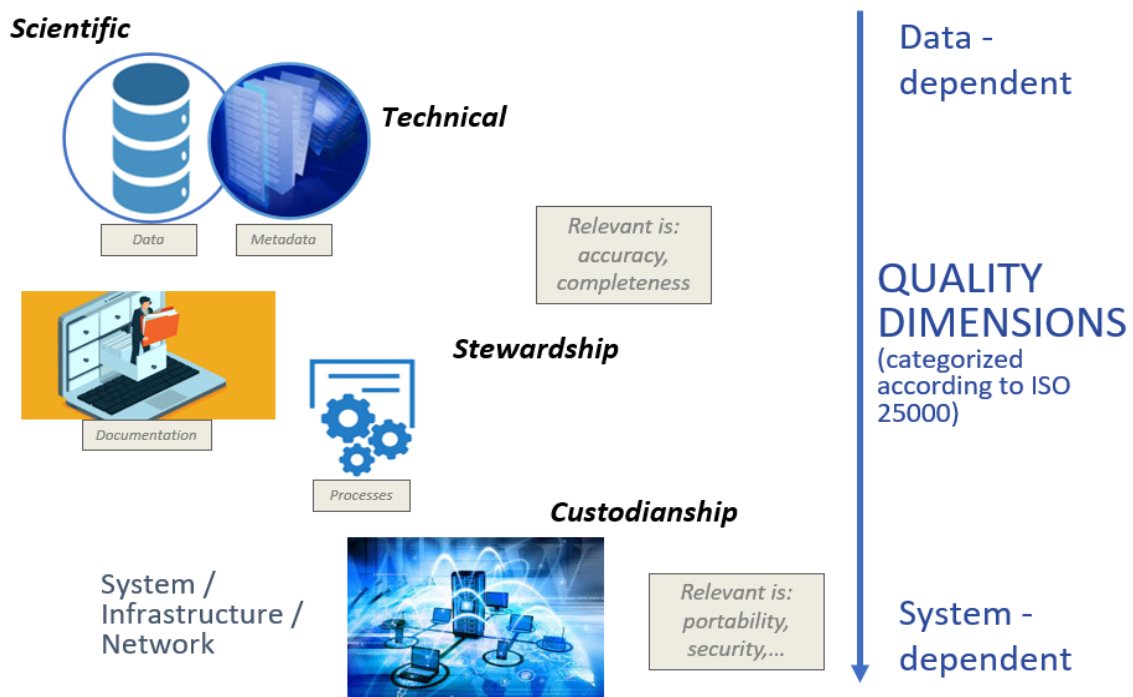 Scientific
Data -
dependent
Technical
Data
Metadata
Relevant is:
accuracy,
completeness
QUALITY
DIMENSIONS
(categorized
according to ISO
25000)
Stewardship
Documentation
Processes
Custodianship
System /
Infrastructure /
Network
Relevant is:
portability,
security,...
System -
dependent